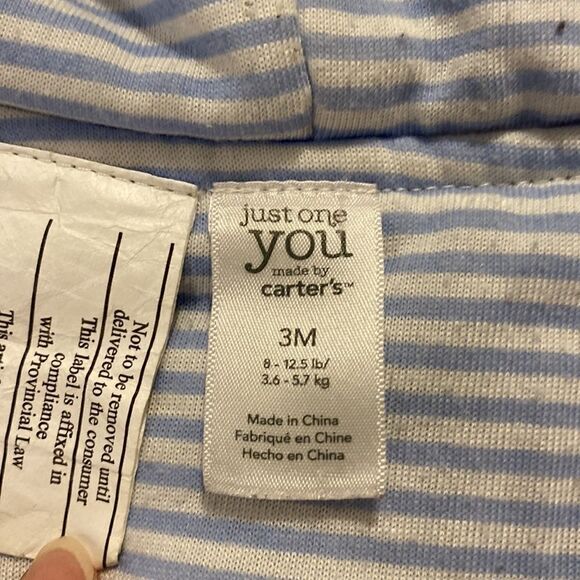 just one
you
made by
carter's™
3M
8 - 12.5 lb/
3.6 - 5.7 kg
Made in China
Fabriqué en Chine
Hecho en China
Not to be removed until
delivered to the consumer
This label is affixed in
compliance
with Provincial Law
This